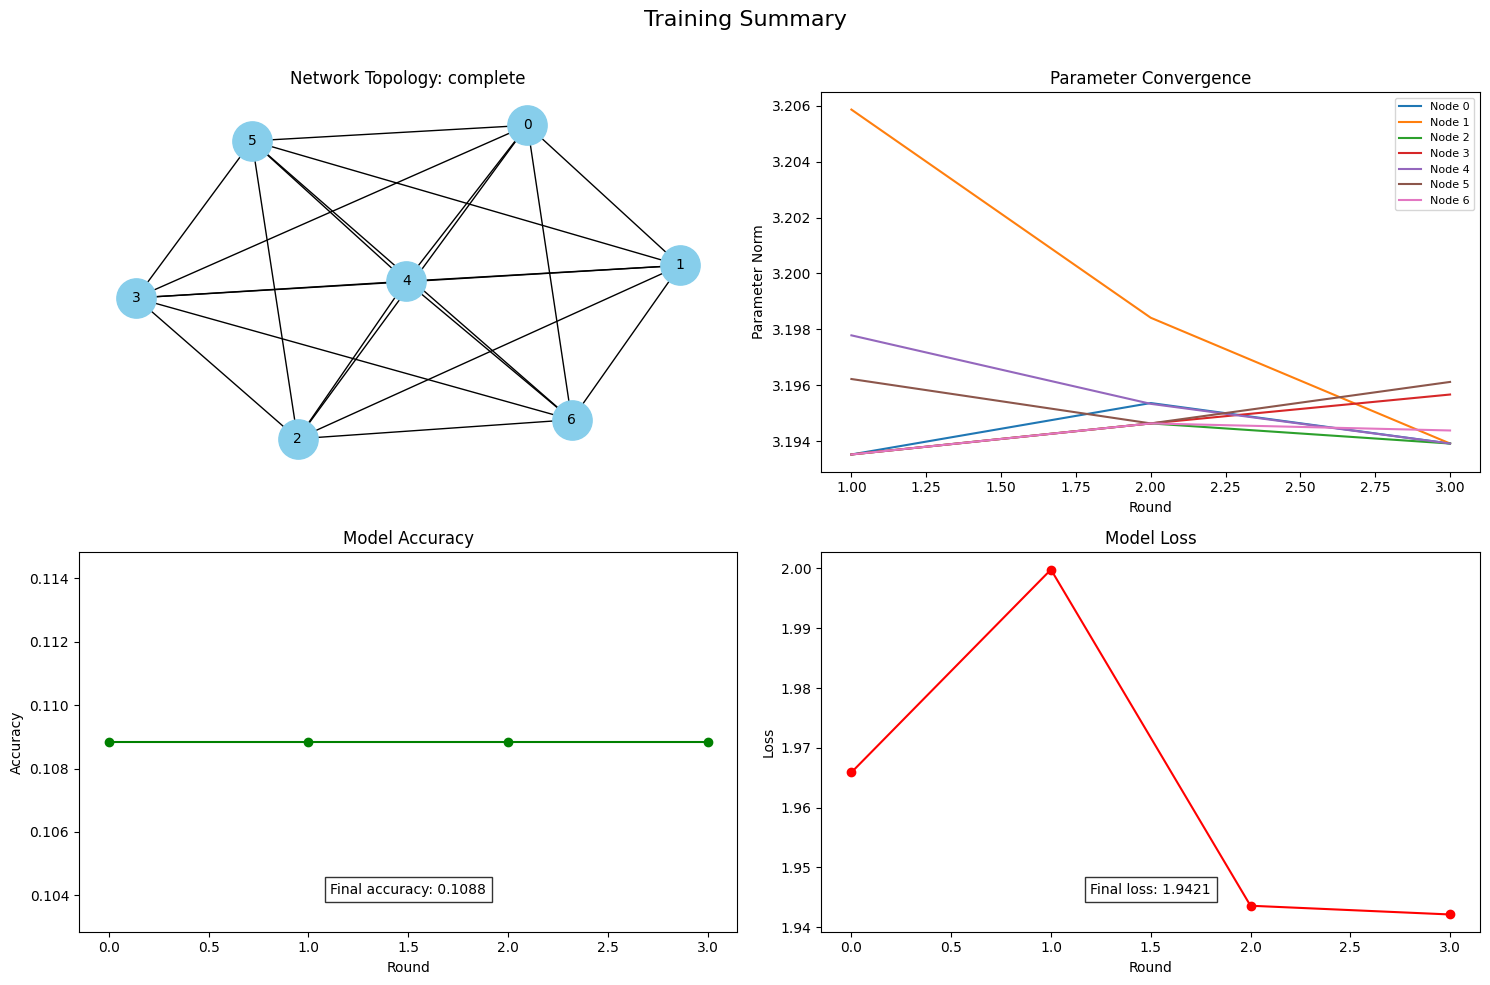 Training Summary
Network Topology: complete
5
0
1
4
3
6
2
Parameter Convergence
Parameter Norm
3.206
3.204
3.202
3.200
3.198
3.196
3.194
Node 0
Node 1
Node 2
Node 3
Node 4
Node 5
Node 6
1.00 1.25 1.50 1.75 2.00 2.25 2.50 2.75 3.00
Round
Model Accuracy
Accuracy
0.114
0.112
0.110
0.108
0.106
0.104
Final accuracy: 0.1088
0.0 0.5 1.0 1.5 2.0 2.5 3.0
Round
Model Loss
Loss
2.00
1.99
1.98
1.97
1.96
1.95
1.94
Final loss: 1.9421
0.0 0.5 1.0 1.5 2.0 2.5 3.0
Round